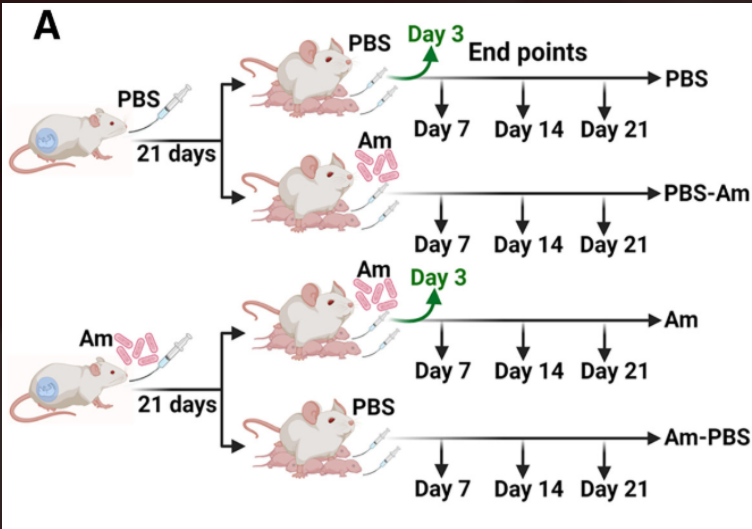 A
PBS
21 days
PBS
Day 3
End points
PBS
Day 7
Day 14
Day 21
Am
PBS-Am
Day 7
Day 14
Day 21
Am
21 days
Am
Day 3
Am
Day 7
Day 14
Day 21
PBS
Am-PBS
Day 7
Day 14
Day 21